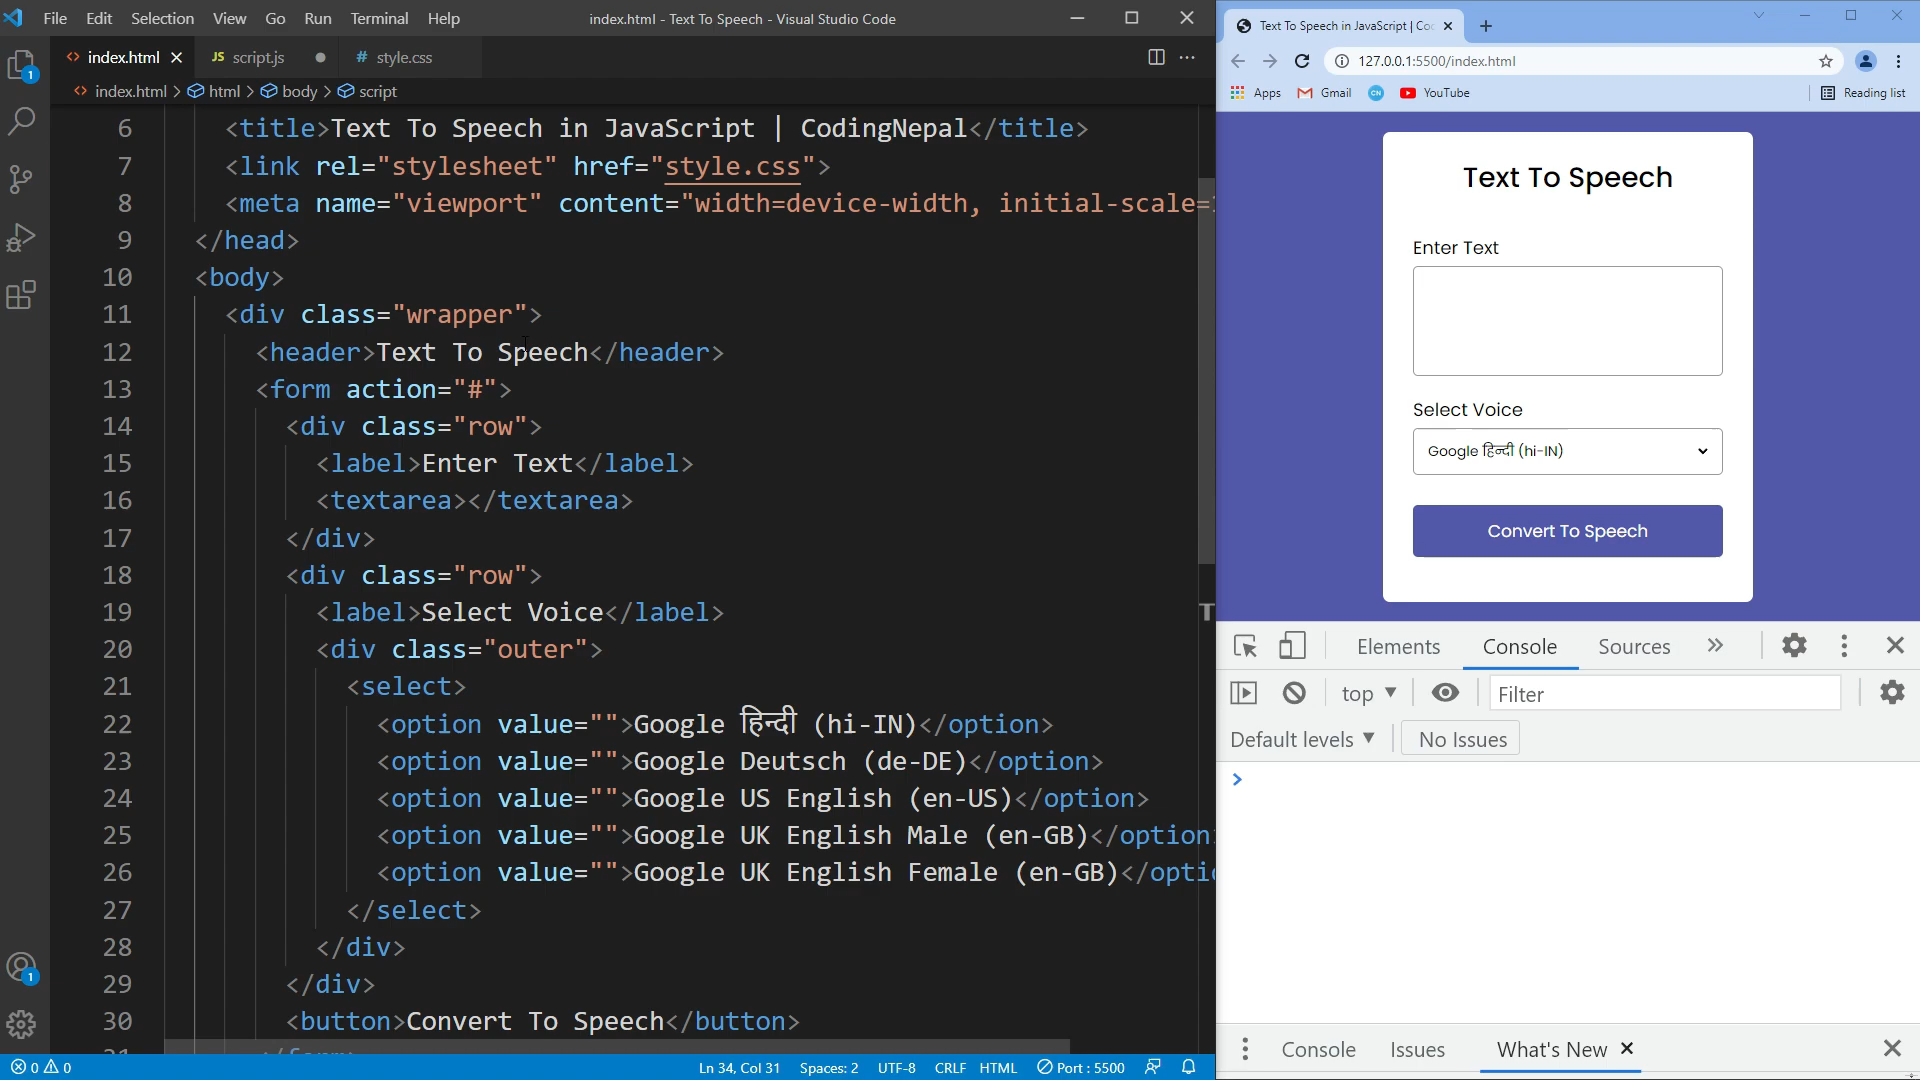 File Edit Selection View Go Run Terminal Help
index.html - Text To Speech - Visual Studio Code
index.html
JS script.js
# style.css
index.html > html > body > script
6 <title>Text To Speech in JavaScript | CodingNepal</title>
7 <link rel="stylesheet" href="style.css">
8 <meta name="viewport" content="width=device-width, initial-scale=
9 </head>
10 <body>
11 <div class="wrapper">
12 <header>Text To Speech</header>
13 <form action="#">
14 <div class="row">
15 <label>Enter Text</label>
16 <textarea></textarea>
17 </div>
18 <div class="row">
19 <label>Select Voice</label>
20 <div class="outer">
21 <select>
22 <option value="">Google हिन्दी (hi-IN)</option>
23 <option value="">Google Deutsch (de-DE)</option>
24 <option value="">Google US English (en-US)</option>
25 <option value="">Google UK English Male (en-GB)</option
26 <option value="">Google UK English Female (en-GB)</opti
27 </select>
28 </div>
29 </div>
30 <button>Convert To Speech</button>
1
1
0 0 Ln 34, Col 31 Spaces: 2 UTF-8 CRLF HTML Port : 5500
Text To Speech in JavaScript | Co
127.0.0.1:5500/index.html
Apps Gmail CN YouTube Reading list
Text To Speech
Enter Text
Select Voice
Google हिन्दी (hi-IN)
Convert To Speech
Elements Console Sources »
top Filter
Default levels No Issues
>
Console Issues What's New